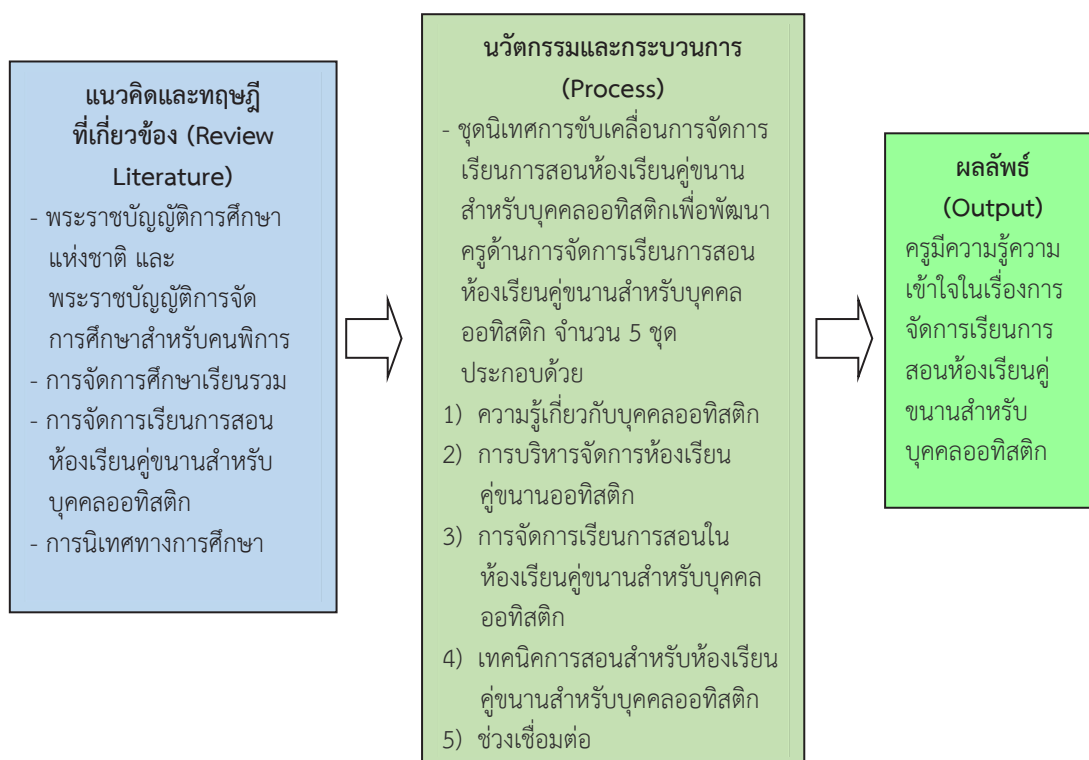 แนวคิดและทฤษฎี
ที่เกี่ยวข้อง (Review
Literature)
- พระราชบัญญัติการศึกษา
แห่งชาติ และ
พระราชบัญญัติการจัด
การศึกษาสำหรับคนพิการ
- การจัดการศึกษาเรียนรวม
- การจัดการเรียนการสอน
ห้องเรียนคู่ขนานสำหรับ
บุคคลออทิสติก
- การนิเทศทางการศึกษา
นวัตกรรมและกระบวนการ
(Process)
- ชุดนิเทศการขับเคลื่อนการจัดการ
เรียนการสอนห้องเรียนคู่ขนาน
สำหรับบุคคลออทิสติกเพื่อพัฒนา
ครูด้านการจัดการเรียนการสอน
ห้องเรียนคู่ขนานสำหรับบุคคล
ออทิสติก จำนวน 5 ชุด
ประกอบด้วย
1) ความรู้เกี่ยวกับบุคคลออทิสติก
2) การบริหารจัดการห้องเรียน
คู่ขนานออทิสติก
3) การจัดการเรียนการสอนใน
ห้องเรียนคู่ขนานสำหรับบุคคล
ออทิสติก
4) เทคนิคการสอนสำหรับห้องเรียน
คู่ขนานสำหรับบุคคลออทิสติก
5) ช่วงเชื่อมต่อ
ผลลัพธ์
(Output)
ครูมีความรู้ความ
เข้าใจในเรื่องการ
จัดการเรียนการ
สอนห้องเรียนคู่
ขนานสำหรับ
บุคคลออทิสติก